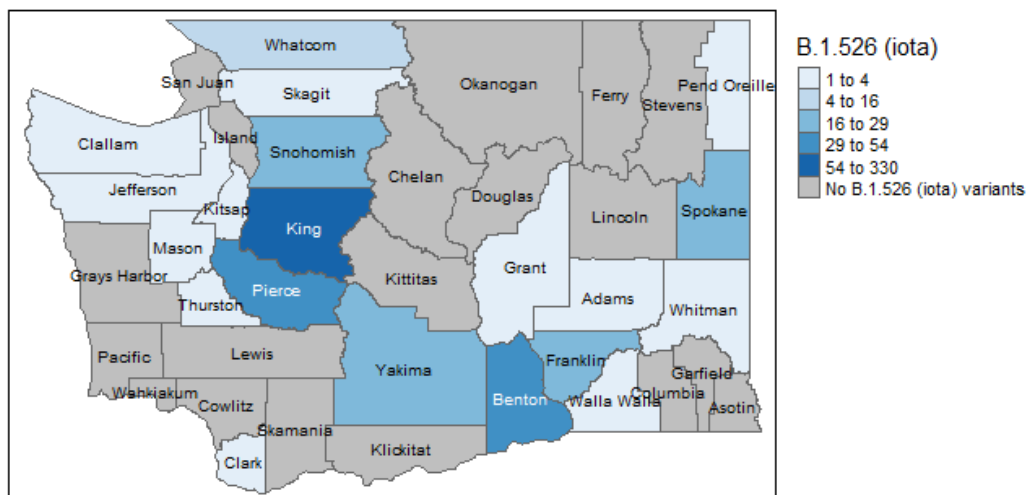 B.1.526 (iota)
1 to 4
4 to 16
16 to 29
29 to 54
54 to 330
No B.1.526 (iota) variants
Whatcom
San Juan
Skagit
Okanogan
Ferry
Stevens
Pend Oreille
Clallam
Island
Snohomish
Jefferson
Kitsap
Chelan
Douglas
Lincoln
Spokane
King
Mason
Grays Harbor
Pierce
Kittitas
Grant
Thurston
Adams
Whitman
Pacific
Lewis
Yakima
Franklin
Garfield
Wahkiakum
Cowlitz
Skamania
Benton
Walla Walla
Columbia
Asotin
Klickitat
Clark